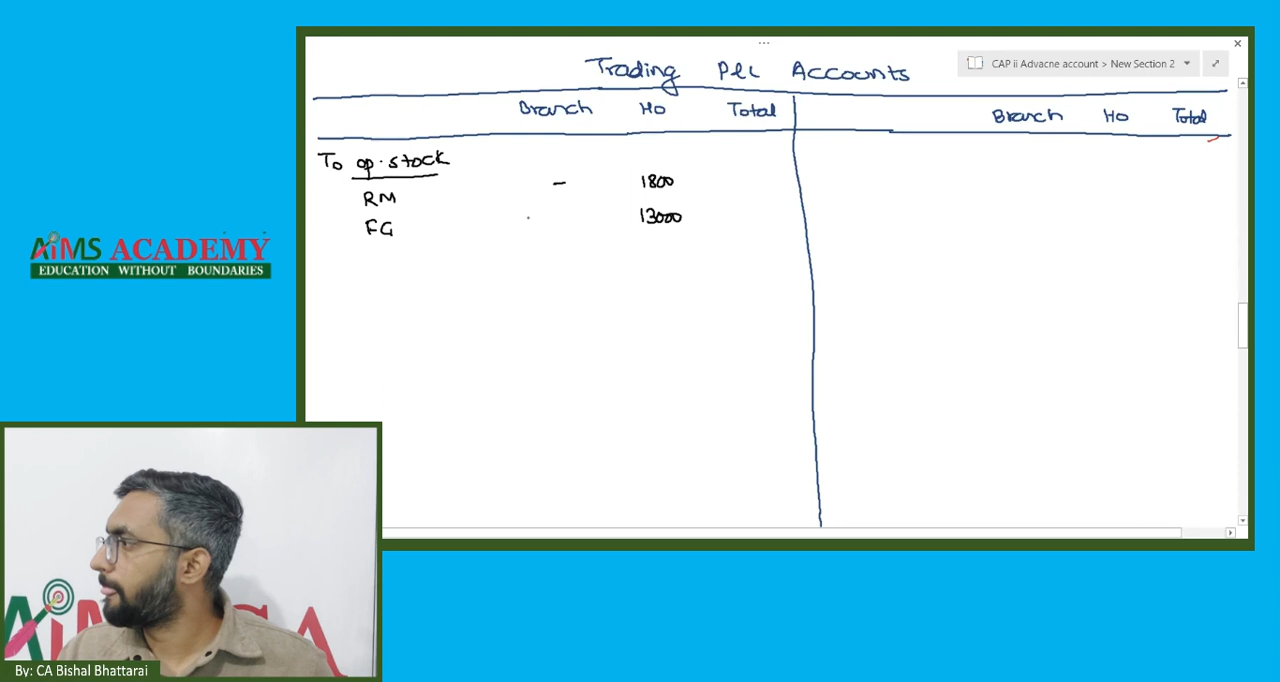 Trading P&L Accounts
CAP ii Advacne account > New Section 2
Branch HO Total Branch HO Total
To op. stock
RM - 1800
FG 13000
AIMS ACADEMY
EDUCATION WITHOUT BOUNDARIES
By: CA Bishal Bhattarai